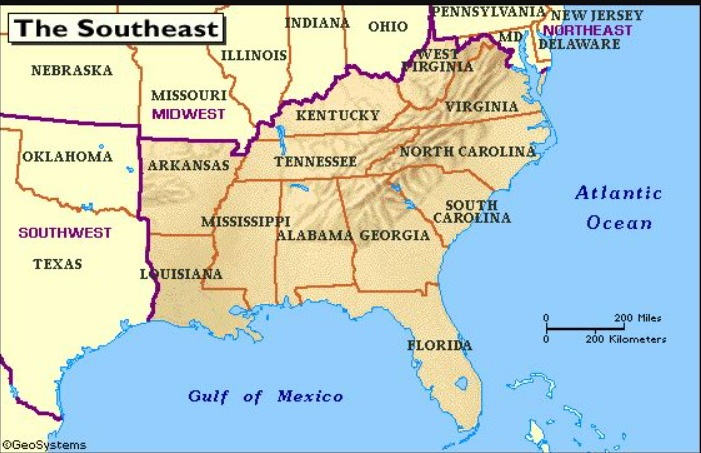 The Southeast
PENNSYLVANIA
NEW JERSEY
INDIANA
OHIO
NORTHEAST
MD
DELAWARE
ILLINOIS
WEST
VIRGINIA
NEBRASKA
MISSOURI
MIDWEST
KENTUCKY
VIRGINIA
OKLAHOMA
ARKANSAS
TENNESSEE
NORTH CAROLINA
Atlantic
Ocean
SOUTH
CAROLINA
MISSISSIPPI
ALABAMA
GEORGIA
SOUTHWEST
TEXAS
LOUISIANA
0 200 Miles
0 200 Kilometers
FLORIDA
Gulf of Mexico
©GeoSystems